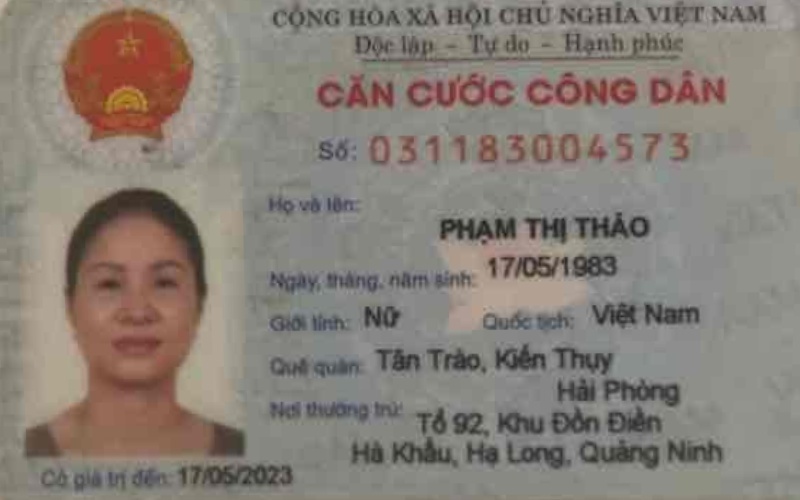 CỘNG HÒA XÃ HỘI CHỦ NGHĨA VIỆT NAM
Độc lập - Tự do - Hạnh phúc
CĂN CƯỚC CÔNG DÂN
Số: 031183004573
Họ và tên:
PHẠM THỊ THẢO
Ngày, tháng, năm sinh: 17/05/1983
Giới tính: Nữ Quốc tịch: Việt Nam
Quê quán: Tân Trào, Kiến Thụy
Hải Phòng
Nơi thường trú: Tổ 92, Khu Đồn Điền
Hà Khẩu, Hạ Long, Quảng Ninh
Có giá trị đến: 17/05/2023